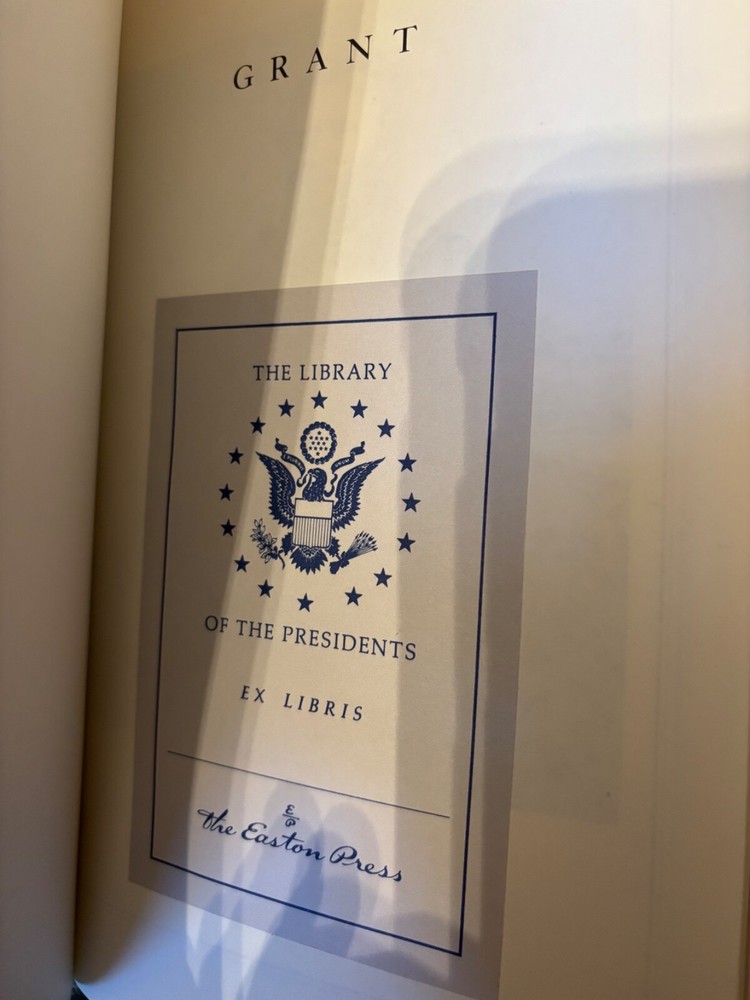 GRANT
THE LIBRARY
OF THE PRESIDENTS
EX LIBRIS
E
P
the Easton Press